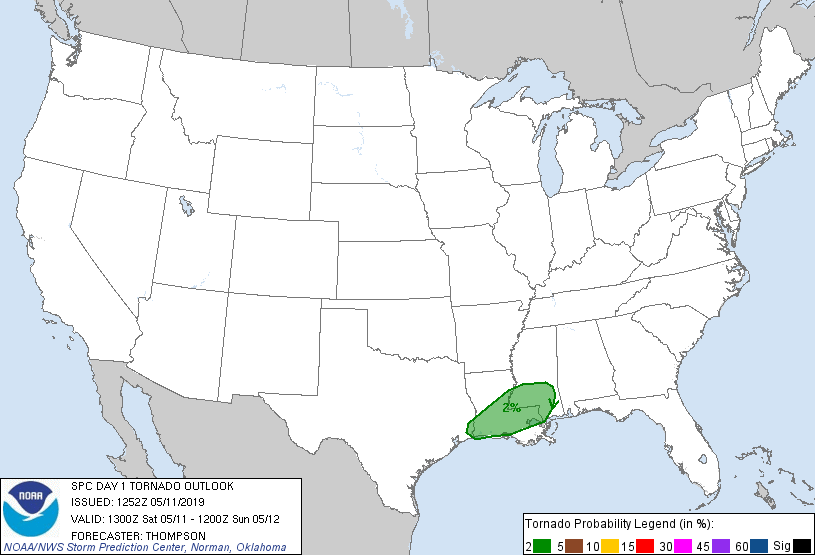 2%
NOAA
SPC DAY 1 TORNADO OUTLOOK
ISSUED: 1252Z 05/11/2019
VALID: 1300Z Sat 05/11 - 1200Z Sun 05/12
FORECASTER: THOMPSON
NOAA/NWS Storm Prediction Center, Norman, Oklahoma
Tornado Probability Legend (in %):
2 5 10 15 30 45 60 Sig